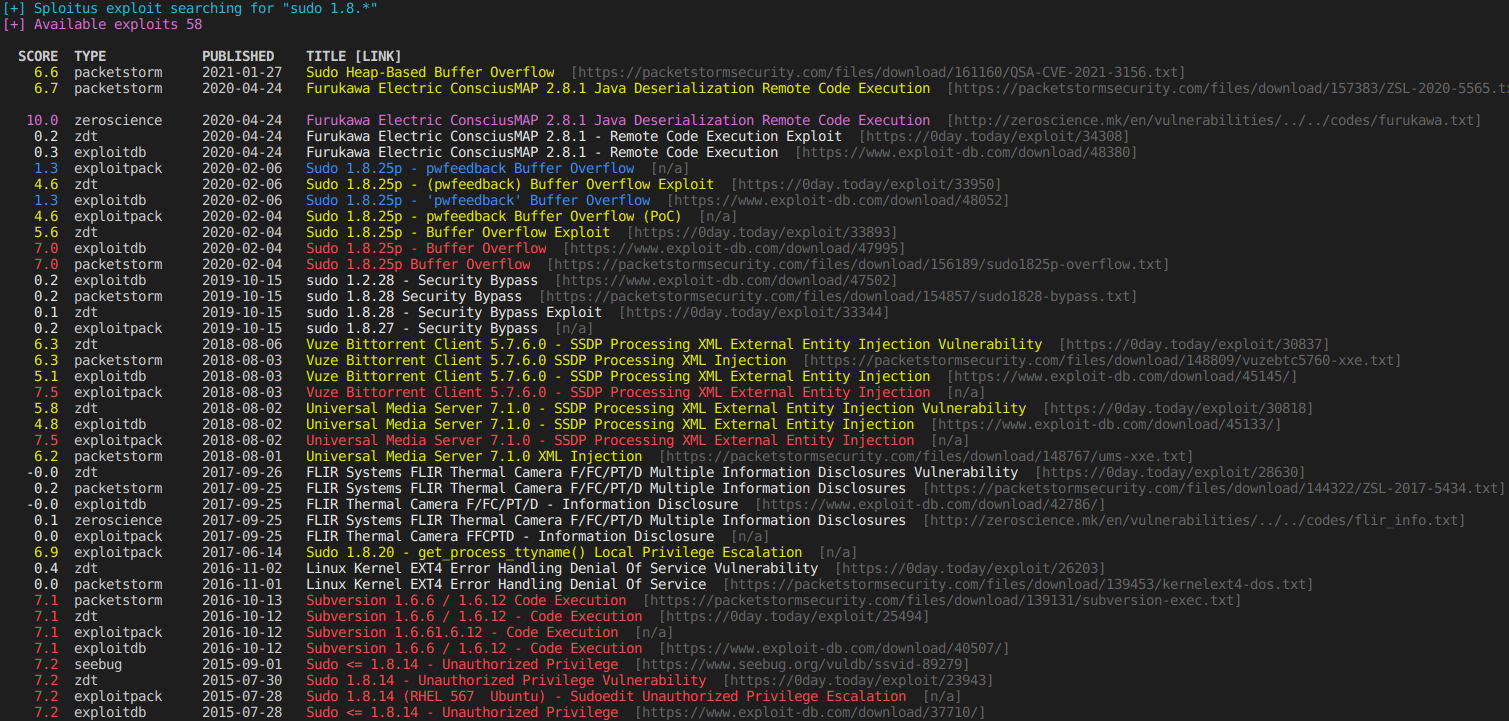 [+] Sploitus exploit searching for "sudo 1.8.*"
[+] Available exploits 58
SCORE TYPE PUBLISHED TITLE [LINK]
6.6 packetstorm 2021-01-27 Sudo Heap-Based Buffer Overflow [https://packetstormsecurity.com/files/download/161160/QSA-CVE-2021-3156.txt]
6.7 packetstorm 2020-04-24 Furukawa Electric ConsciusMAP 2.8.1 Java Deserialization Remote Code Execution [https://packetstormsecurity.com/files/download/157383/ZSL-2020-5565.tx
10.0 zeroscience 2020-04-24 Furukawa Electric ConsciusMAP 2.8.1 Java Deserialization Remote Code Execution [http://zeroscience.mk/en/vulnerabilities/../../codes/furukawa.txt]
0.2 zdt 2020-04-24 Furukawa Electric ConsciusMAP 2.8.1 - Remote Code Execution Exploit [https://0day.today/exploit/34308]
0.3 exploitdb 2020-04-24 Furukawa Electric ConsciusMAP 2.8.1 - Remote Code Execution [https://www.exploit-db.com/download/48380]
1.3 exploitpack 2020-02-06 Sudo 1.8.25p - pwfeedback Buffer Overflow [n/a]
4.6 zdt 2020-02-06 Sudo 1.8.25p - (pwfeedback) Buffer Overflow Exploit [https://0day.today/exploit/33950]
1.3 exploitdb 2020-02-06 Sudo 1.8.25p - 'pwfeedback' Buffer Overflow [https://www.exploit-db.com/download/48052]
4.6 exploitpack 2020-02-04 Sudo 1.8.25p - pwfeedback Buffer Overflow (PoC) [n/a]
5.6 zdt 2020-02-04 Sudo 1.8.25p - Buffer Overflow Exploit [https://0day.today/exploit/33893]
7.0 exploitdb 2020-02-04 Sudo 1.8.25p - Buffer Overflow [https://www.exploit-db.com/download/47995]
7.0 packetstorm 2020-02-04 Sudo 1.8.25p Buffer Overflow [https://packetstormsecurity.com/files/download/156189/sudo1825p-overflow.txt]
0.2 exploitdb 2019-10-15 sudo 1.2.28 - Security Bypass [https://www.exploit-db.com/download/47502]
0.2 packetstorm 2019-10-15 sudo 1.8.28 Security Bypass [https://packetstormsecurity.com/files/download/154857/sudo1828-bypass.txt]
0.1 zdt 2019-10-15 sudo 1.8.28 - Security Bypass Exploit [https://0day.today/exploit/33344]
0.2 exploitpack 2019-10-15 sudo 1.8.27 - Security Bypass [n/a]
6.3 zdt 2018-08-06 Vuze Bittorrent Client 5.7.6.0 - SSDP Processing XML External Entity Injection Vulnerability [https://0day.today/exploit/30837]
6.3 packetstorm 2018-08-03 Vuze Bittorrent Client 5.7.6.0 SSDP Processing XML Injection [https://packetstormsecurity.com/files/download/148809/vuzebtc5760-xxe.txt]
5.1 exploitdb 2018-08-03 Vuze Bittorrent Client 5.7.6.0 - SSDP Processing XML External Entity Injection [https://www.exploit-db.com/download/45145/]
7.5 exploitpack 2018-08-03 Vuze Bittorrent Client 5.7.6.0 - SSDP Processing XML External Entity Injection [n/a]
5.8 zdt 2018-08-02 Universal Media Server 7.1.0 - SSDP Processing XML External Entity Injection Vulnerability [https://0day.today/exploit/30818]
4.8 exploitdb 2018-08-02 Universal Media Server 7.1.0 - SSDP Processing XML External Entity Injection [https://www.exploit-db.com/download/45133/]
7.5 exploitpack 2018-08-02 Universal Media Server 7.1.0 - SSDP Processing XML External Entity Injection [n/a]
6.2 packetstorm 2018-08-01 Universal Media Server 7.1.0 XML Injection [https://packetstormsecurity.com/files/download/148767/ums-xxe.txt]
-0.0 zdt 2017-09-26 FLIR Systems FLIR Thermal Camera F/FC/PT/D Multiple Information Disclosures Vulnerability [https://0day.today/exploit/28630]
0.2 packetstorm 2017-09-25 FLIR Systems FLIR Thermal Camera F/FC/PT/D Multiple Information Disclosures [https://packetstormsecurity.com/files/download/144322/ZSL-2017-5434.txt]
-0.0 exploitdb 2017-09-25 FLIR Thermal Camera F/FC/PT/D - Information Disclosure [https://www.exploit-db.com/download/42786/]
0.1 zeroscience 2017-09-25 FLIR Systems FLIR Thermal Camera F/FC/PT/D Multiple Information Disclosures [http://zeroscience.mk/en/vulnerabilities/../../codes/flir_info.txt]
0.0 exploitpack 2017-09-25 FLIR Thermal Camera FFCPTD - Information Disclosure [n/a]
6.9 exploitpack 2017-06-14 Sudo 1.8.20 - get_process_ttyname() Local Privilege Escalation [n/a]
0.4 zdt 2016-11-02 Linux Kernel EXT4 Error Handling Denial Of Service Vulnerability [https://0day.today/exploit/26203]
0.0 packetstorm 2016-11-01 Linux Kernel EXT4 Error Handling Denial Of Service [https://packetstormsecurity.com/files/download/139453/kernelext4-dos.txt]
7.1 packetstorm 2016-10-13 Subversion 1.6.6 / 1.6.12 Code Execution [https://packetstormsecurity.com/files/download/139131/subversion-exec.txt]
7.1 zdt 2016-10-12 Subversion 1.6.6 / 1.6.12 - Code Execution [https://0day.today/exploit/25494]
7.1 exploitpack 2016-10-12 Subversion 1.6.61.6.12 - Code Execution [n/a]
7.1 exploitdb 2016-10-12 Subversion 1.6.6 / 1.6.12 - Code Execution [https://www.exploit-db.com/download/40507/]
7.2 seebug 2015-09-01 Sudo <= 1.8.14 - Unauthorized Privilege [https://www.seebug.org/vuldb/ssvid-89279]
7.2 zdt 2015-07-30 Sudo 1.8.14 - Unauthorized Privilege Vulnerability [https://0day.today/exploit/23943]
7.2 exploitpack 2015-07-28 Sudo 1.8.14 (RHEL 567 Ubuntu) - Sudoedit Unauthorized Privilege Escalation [n/a]
7.2 exploitdb 2015-07-28 Sudo <= 1.8.14 - Unauthorized Privilege [https://www.exploit-db.com/download/37710/]